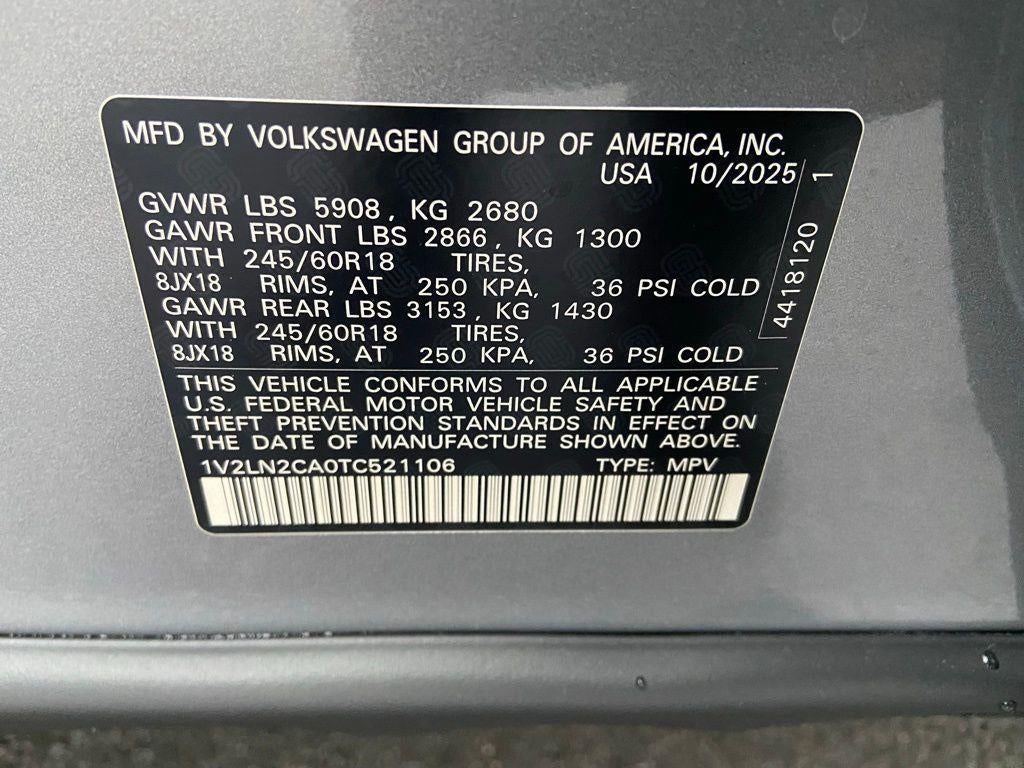 MFD BY VOLKSWAGEN GROUP OF AMERICA, INC.
USA 10/2025
GVWR LBS 5908, KG 2680
GAWR FRONT LBS 2866, KG 1300
WITH 245/60R18 TIRES,
8JX18 RIMS, AT 250 KPA, 36 PSI COLD
GAWR REAR LBS 3153, KG 1430
WITH 245/60R18 TIRES,
8JX18 RIMS, AT 250 KPA, 36 PSI COLD
4418120 1
THIS VEHICLE CONFORMS TO ALL APPLICABLE
U.S. FEDERAL MOTOR VEHICLE SAFETY AND
THEFT PREVENTION STANDARDS IN EFFECT ON
THE DATE OF MANUFACTURE SHOWN ABOVE.
1V2LN2CA0TC521106 TYPE: MPV